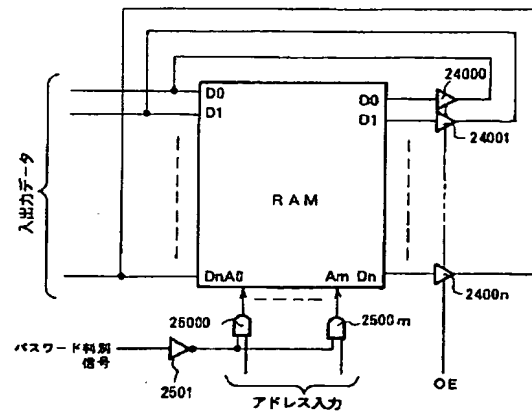 24000
D0
D0
D1
D1
24001
入出力データ
RAM
DnA0
Am
Dn
2400n
25000
2500m
パスワード判別
信号
2501
OE
アドレス入力